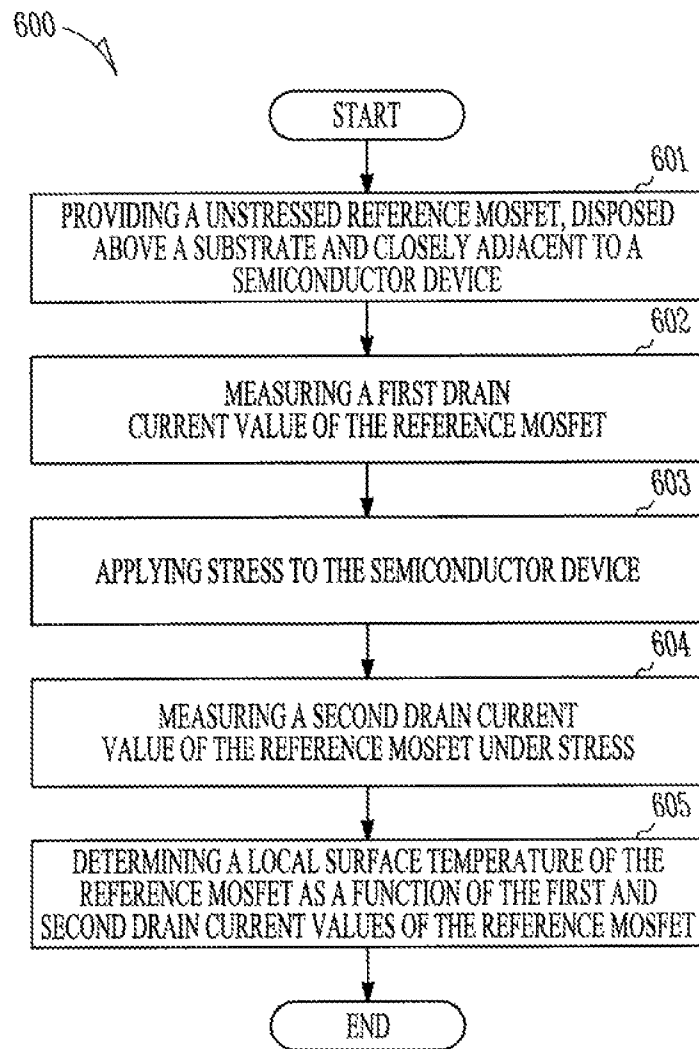 600
START
601
PROVIDING A UNSTRESSED REFERENCE MOSFET, DISPOSED
ABOVE A SUBSTRATE AND CLOSELY ADJACENT TO A
SEMICONDUCTOR DEVICE
602
MEASURING A FIRST DRAIN
CURRENT VALUE OF THE REFERENCE MOSFET
603
APPLYING STRESS TO THE SEMICONDUCTOR DEVICE
604
MEASURING A SECOND DRAIN CURRENT
VALUE OF THE REFERENCE MOSFET UNDER STRESS
605
DETERMINING A LOCAL SURFACE TEMPERATURE OF THE
REFERENCE MOSFET AS A FUNCTION OF THE FIRST AND
SECOND DRAIN CURRENT VALUES OF THE REFERENCE MOSFET
END